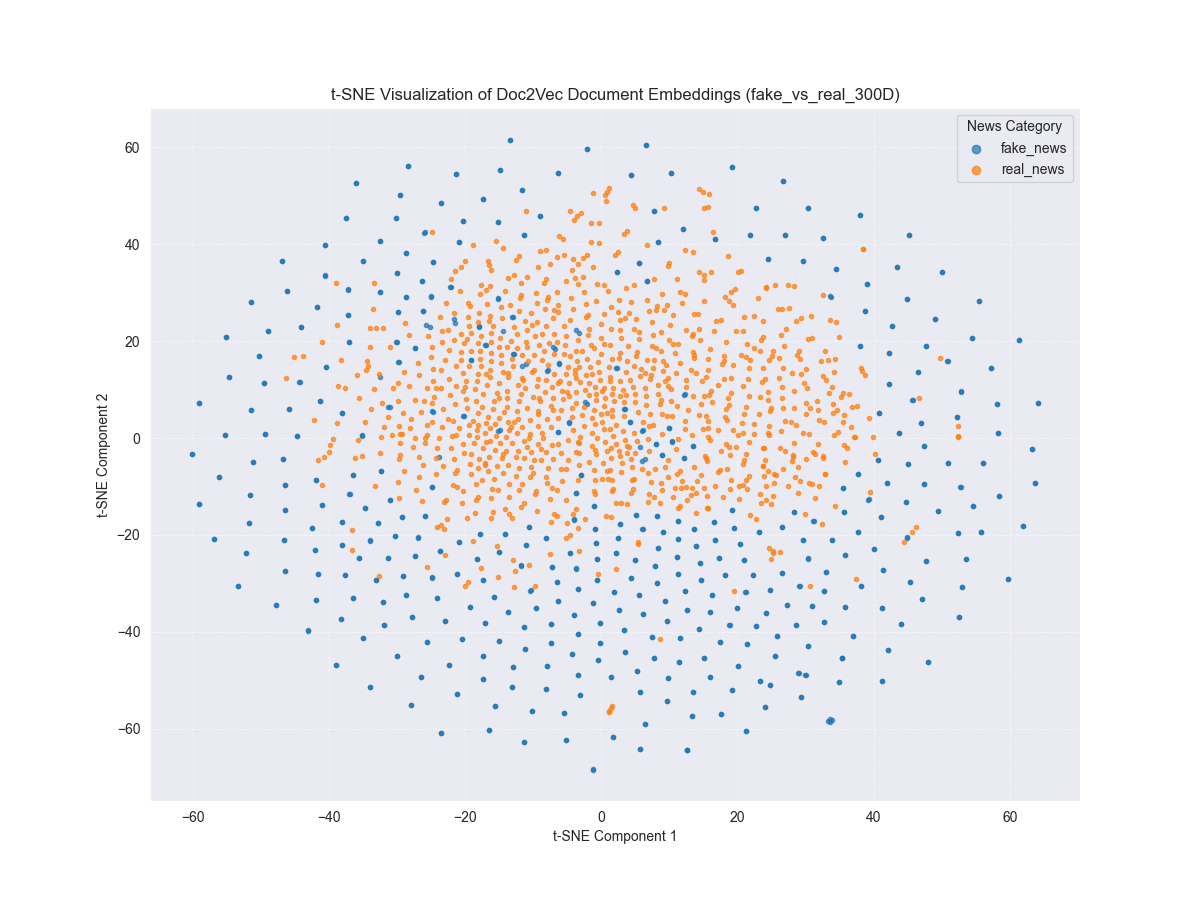 t-SNE Visualization of Doc2Vec Document Embeddings (fake_vs_real_300D)
News Category
fake_news
real_news
60
40
20
0
−20
−40
−60
t-SNE Component 2
−60
−40
−20
0
20
40
60
t-SNE Component 1